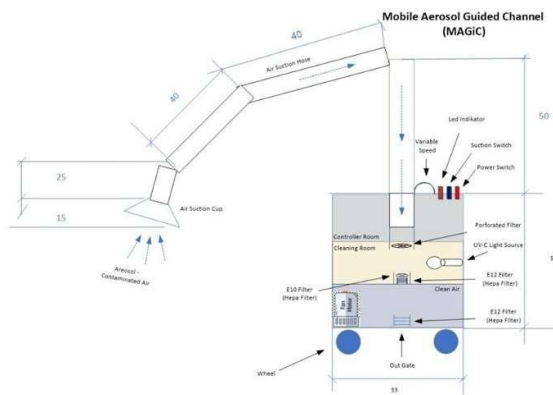 Mobile Aerosol Guided Channel
(MAGiC)
40
Air Suction Hose
40
50
Led Indikator
Suction Switch
Power Switch
Variable
Speed
25
15
Air Suction Cup
Areosol -
Contaminated Air
Controller Room
Perforated Filter
Cleaning Room
UV-C Light Source
E10 Filter
(Hepa Filter)
E12 Filter
(Hepa Filter)
Clean Air
Fan
Motor
E12 Filter
(Hepa Filter)
Wheel
Out Gate
33